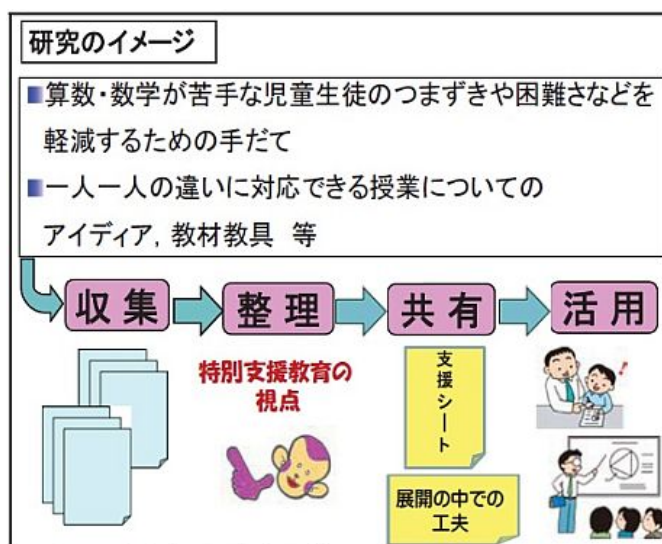 研究のイメージ
■算数・数学が苦手な児童生徒のつまずきや困難さなどを
軽減するための手だて
■一人一人の違いに対応できる授業についての
アイディア, 教材教具 等
収集
整理
共有
活用
特別支援教育の
視点
支援シート
展開の中での
工夫
!